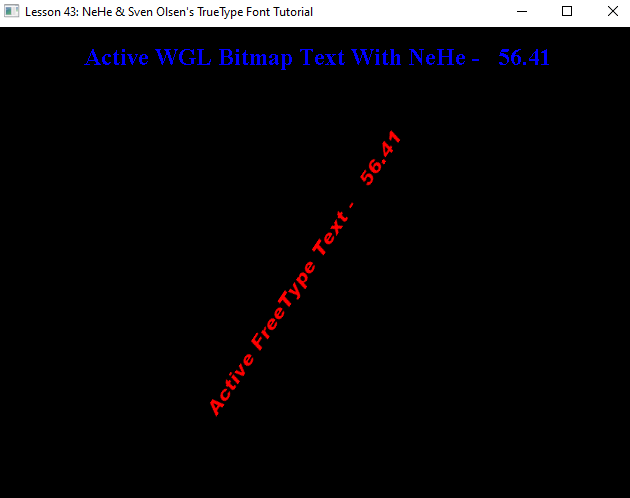 Lesson 43: NeHe & Sven Olsen's TrueType Font Tutorial
Active WGL Bitmap Text With NeHe - 56.41
Active FreeType Text - 56.41